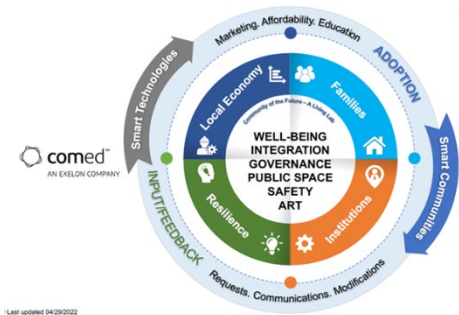 Marketing. Affordability. Education
ADOPTION
Smart Technologies
Local Economy
Families
Community of the Future – A Living Lab
WELL-BEING
INTEGRATION
GOVERNANCE
PUBLIC SPACE
SAFETY
ART
comed™
AN EXELON COMPANY
Smart Communities
INPUT/FEEDBACK
Resilience
Institutions
Requests. Communications. Modifications
Last updated 04/29/2022